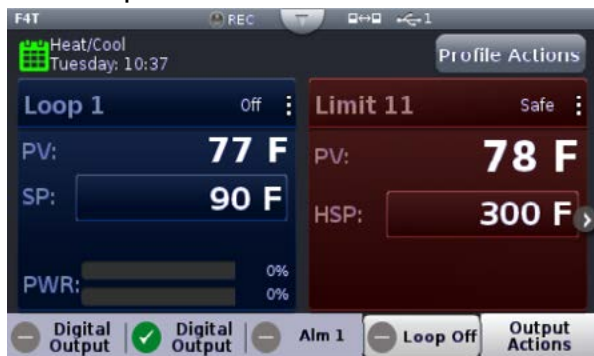 F4T
REC
1
Heat/Cool
Tuesday: 10:37
Profile Actions
Loop 1
Off
PV:
77 F
SP:
90 F
PWR:
0%
0%
Limit 11
Safe
PV:
78 F
HSP:
300 F
Digital
Output
Digital
Output
Alm 1
Loop Off
Output
Actions